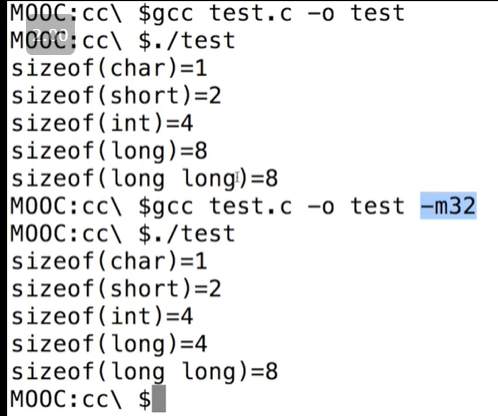 MOOC:cc\ $gcc test.c -o test
MOOC:cc\ $./test
sizeof(char)=1
sizeof(short)=2
sizeof(int)=4
sizeof(long)=8
sizeof(long long)=8
MOOC:cc\ $gcc test.c -o test -m32
MOOC:cc\ $./test
sizeof(char)=1
sizeof(short)=2
sizeof(int)=4
sizeof(long)=4
sizeof(long long)=8
MOOC:cc\ $